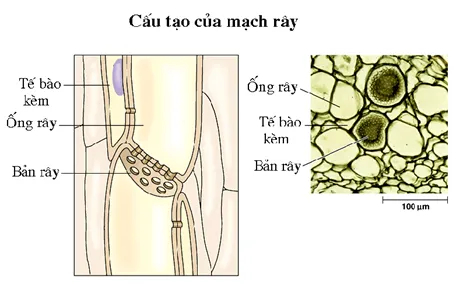 Cấu tạo của mạch rây
Tế bào
kèm
Ống rây
Bản rây
Ống rây
Tế bào
kèm
Bản rây
100 µm